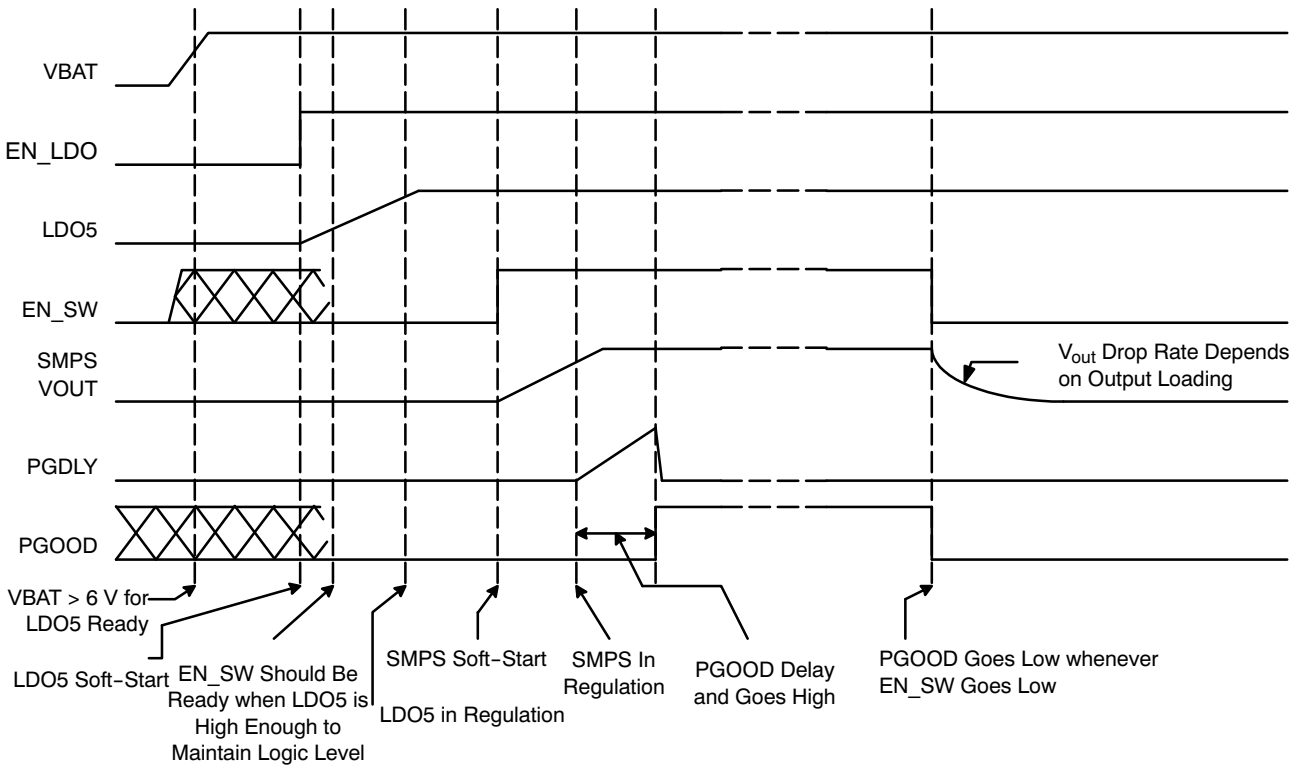 VBAT
EN_LDO
LDO5
EN_SW
SMPS
VOUT
Vout Drop Rate Depends
on Output Loading
PGDLY
PGOOD
VBAT > 6 V for
LDO5 Ready
LDO5 Soft-Start
EN_SW Should Be
Ready when LDO5 is
High Enough to
Maintain Logic Level
LDO5 in Regulation
SMPS Soft-Start
SMPS In
Regulation
PGOOD Delay
and Goes High
PGOOD Goes Low whenever
EN_SW Goes Low